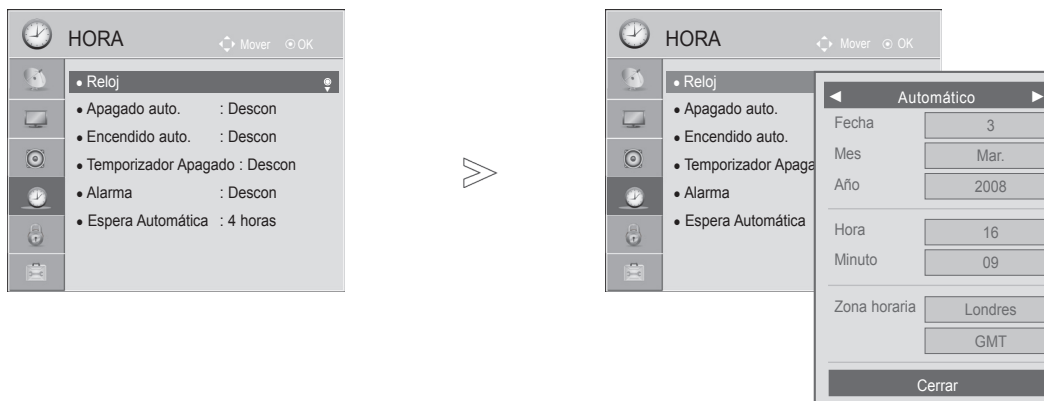 HORA
Mover OK
• Reloj
• Apagado auto. : Descon
• Encendido auto. : Descon
• Temporizador Apagado : Descon
• Alarma : Descon
• Espera Automática : 4 horas
HORA
Mover OK
• Reloj
• Apagado auto.
• Encendido auto.
• Temporizador Apaga
• Alarma
• Espera Automática
◄ Automático ►
Fecha 3
Mes Mar.
Año 2008
Hora 16
Minuto 09
Zona horaria Londres
GMT
Cerrar